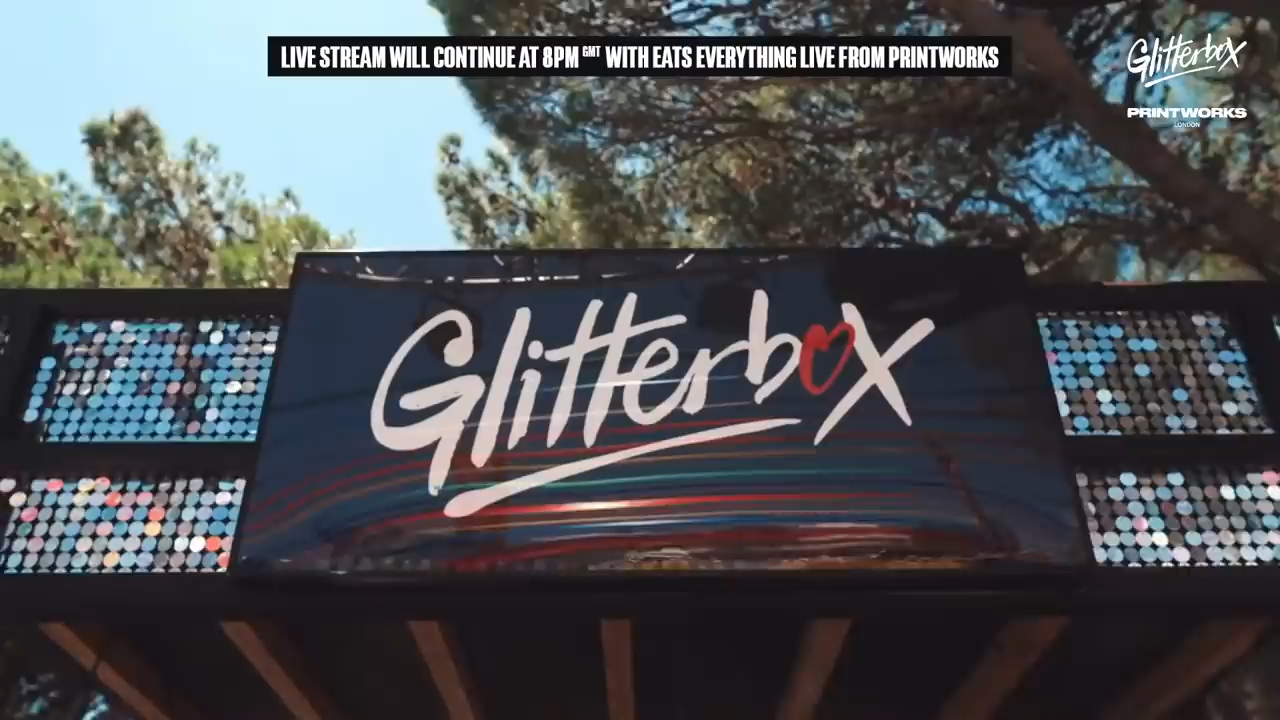 LIVE STREAM WILL CONTINUE AT 8PM GMT WITH EATS EVERYTHING LIVE FROM PRINTWORKS
Glitterbox
PRINTWORKS
LONDON
Glitterbox